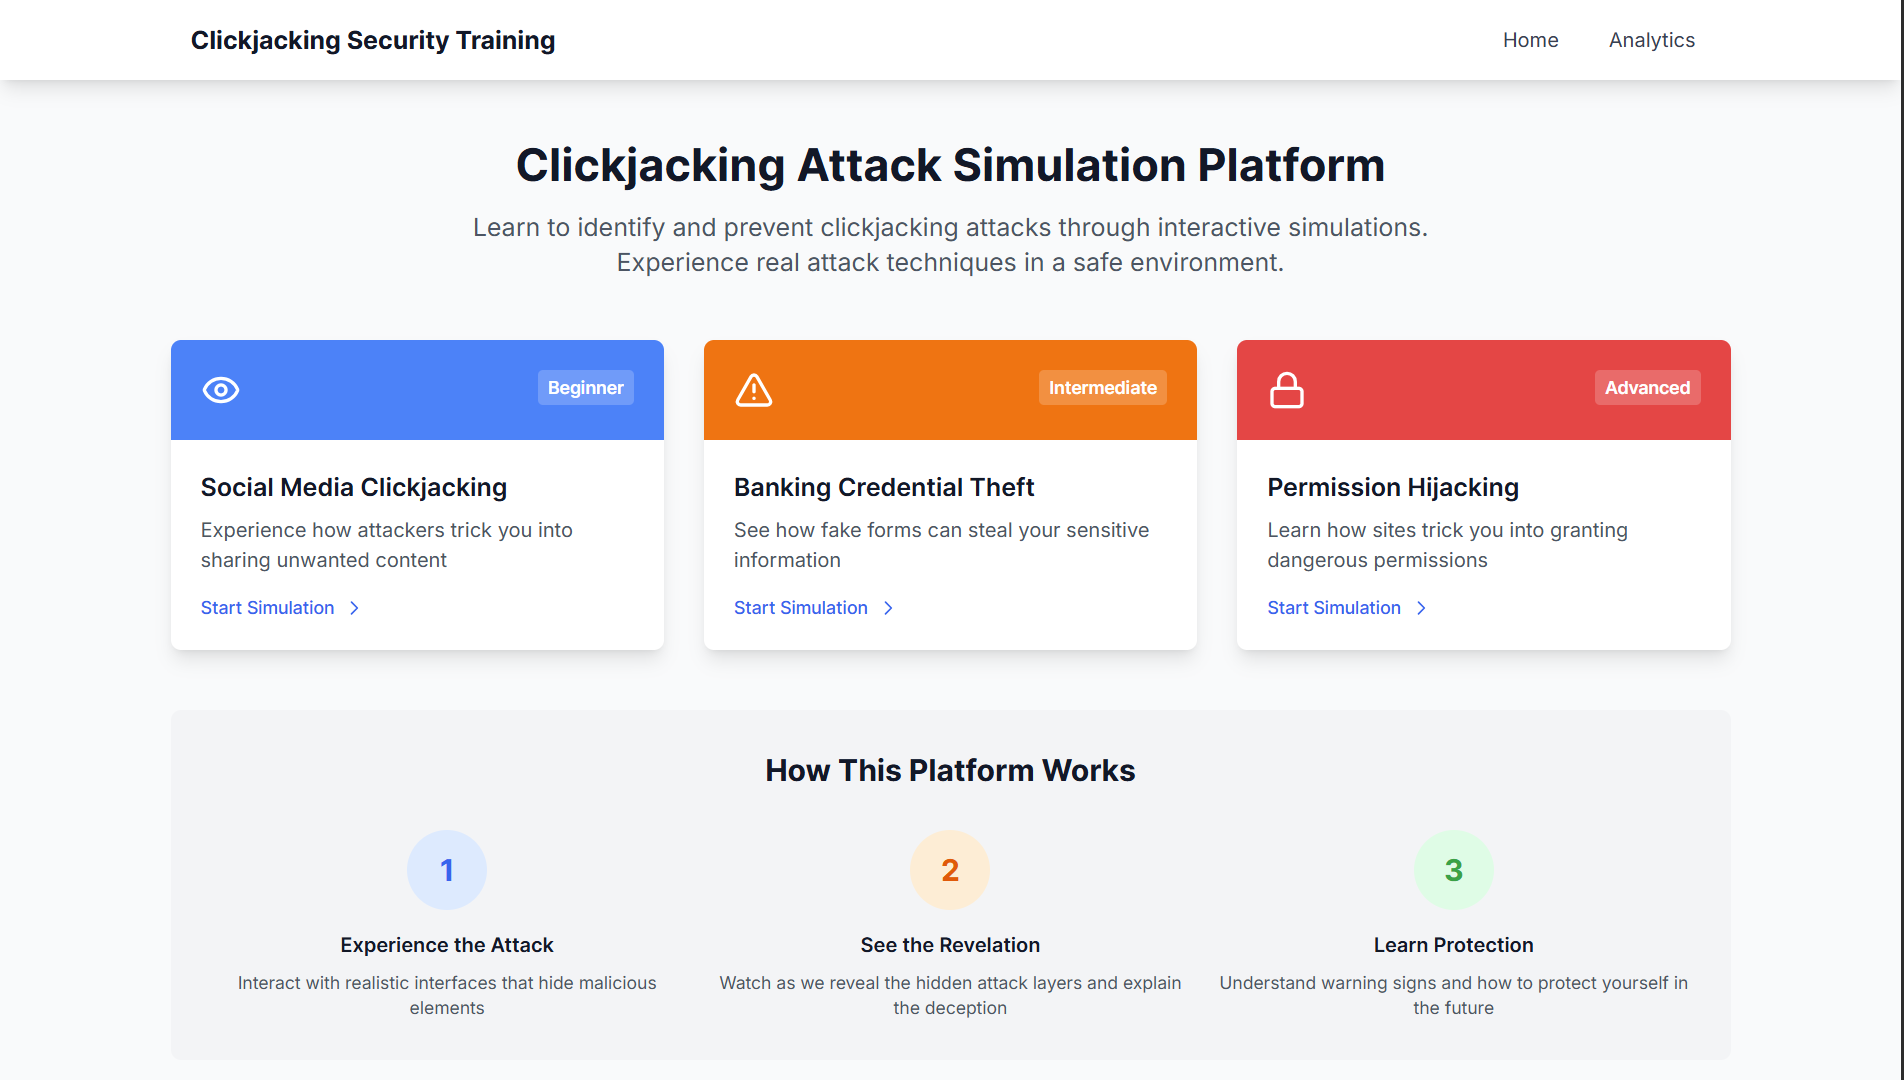 Clickjacking Security Training
Home
Analytics
Clickjacking Attack Simulation Platform
Learn to identify and prevent clickjacking attacks through interactive simulations.
Experience real attack techniques in a safe environment.
Beginner
Social Media Clickjacking
Experience how attackers trick you into
sharing unwanted content
Start Simulation
Intermediate
Banking Credential Theft
See how fake forms can steal your sensitive
information
Start Simulation
Advanced
Permission Hijacking
Learn how sites trick you into granting
dangerous permissions
Start Simulation
How This Platform Works
1
Experience the Attack
Interact with realistic interfaces that hide malicious
elements
2
See the Revelation
Watch as we reveal the hidden attack layers and explain
the deception
3
Learn Protection
Understand warning signs and how to protect yourself in
the future